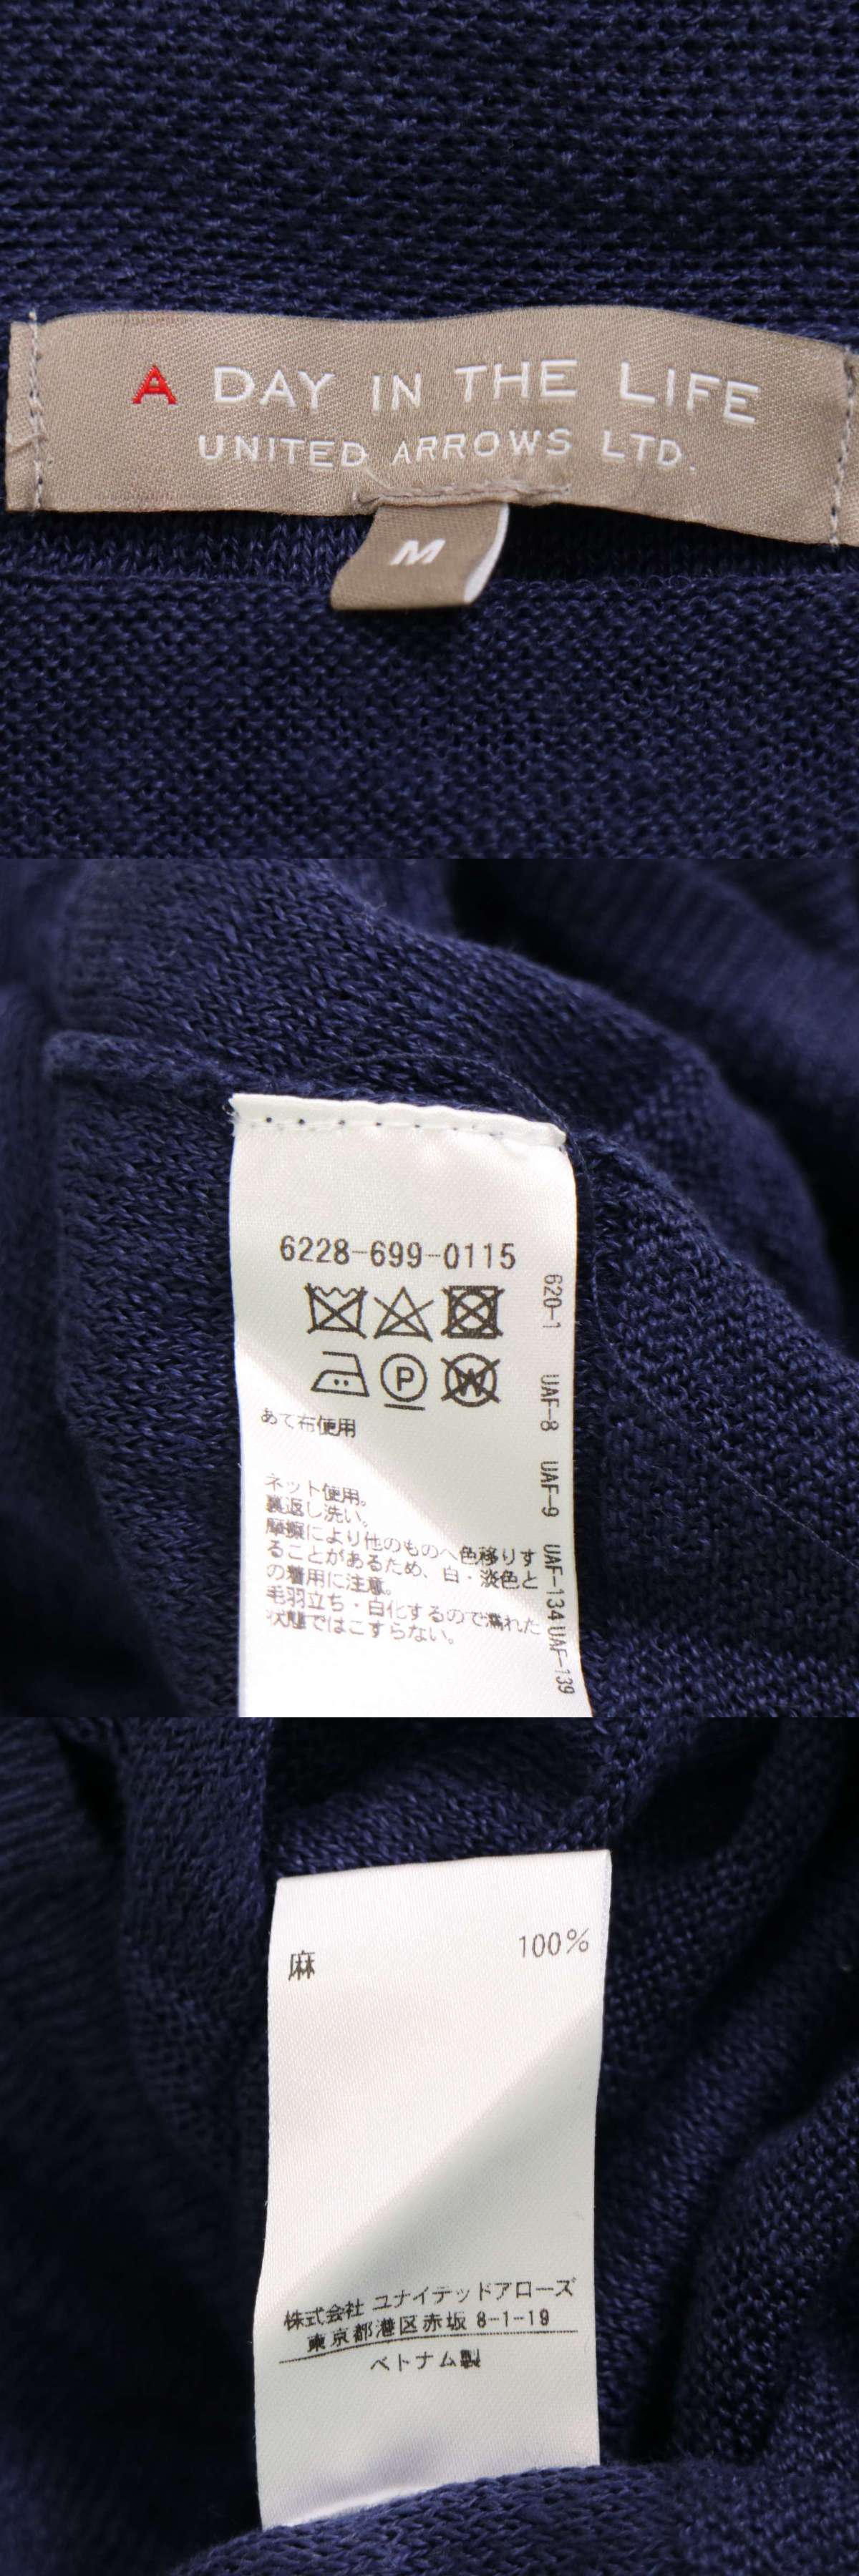 A DAY IN THE LIFE
UNITED ARROWS LTD.
M
6228-699-0115
P W
あて布使用
ネット使用。
裏返し洗い。
摩擦により他のものへ色移りす
ることがあるため、白・淡色と
の着用に注意。
毛羽立ち・白化するので濡れた
状態ではこすらない。
620-1 UAF-8 UAF-9 UAF-134 UAF-139
麻 100%
株式会社 ユナイテッドアローズ
東京都港区赤坂 8-1-19
ベトナム製